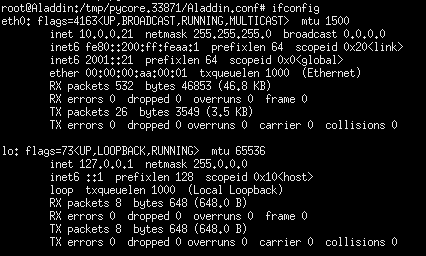 root@Aladdin:/tmp/pycore.33871/Aladdin.conf# ifconfig
eth0: flags=4163<UP,BROADCAST,RUNNING,MULTICAST>  mtu 1500
        inet 10.0.0.21  netmask 255.255.255.0  broadcast 0.0.0.0
        inet6 fe80::200:ff:feaa:1  prefixlen 64  scopeid 0x20<link>
        inet6 2001::21  prefixlen 64  scopeid 0x0<global>
        ether 00:00:00:aa:00:01  txqueuelen 1000  (Ethernet)
        RX packets 532  bytes 46853 (46.8 KB)
        RX errors 0  dropped 0  overruns 0  frame 0
        TX packets 26  bytes 3549 (3.5 KB)
        TX errors 0  dropped 0 overruns 0  carrier 0  collisions 0

lo: flags=73<UP,LOOPBACK,RUNNING>  mtu 65536
        inet 127.0.0.1  netmask 255.0.0.0
        inet6 ::1  prefixlen 128  scopeid 0x10<host>
        loop  txqueuelen 1000  (Local Loopback)
        RX packets 8  bytes 648 (648.0 B)
        RX errors 0  dropped 0  overruns 0  frame 0
        TX packets 8  bytes 648 (648.0 B)
        TX errors 0  dropped 0 overruns 0  carrier 0  collisions 0